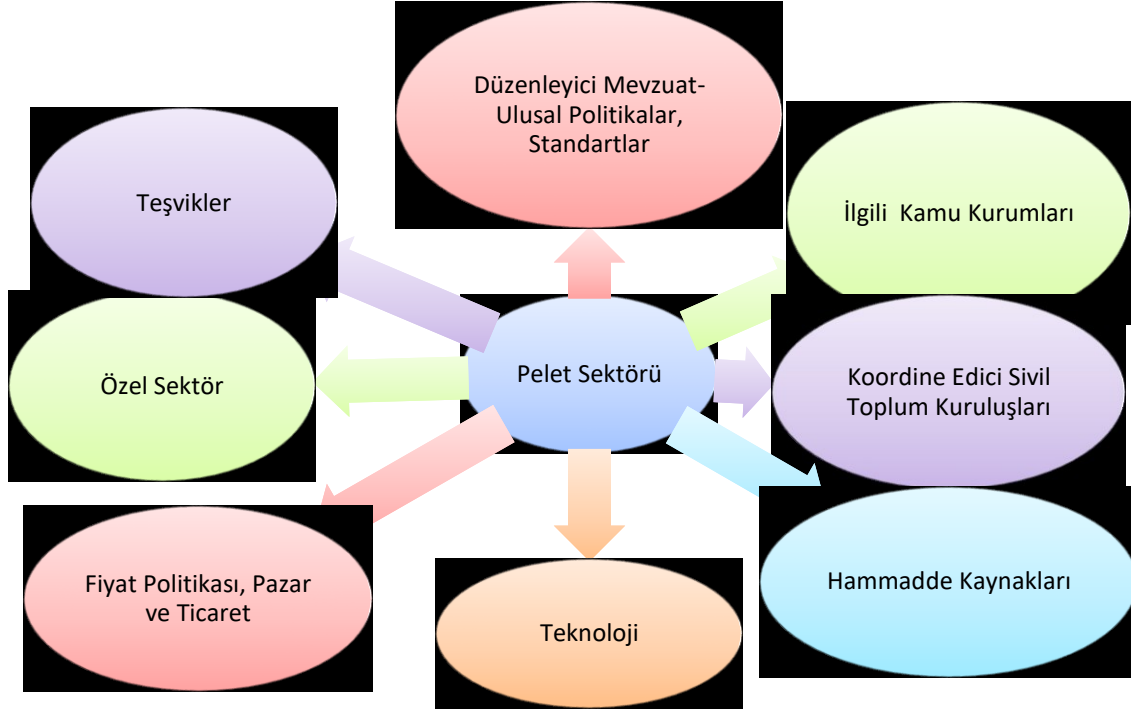 Düzenleyici Mevzuat-
Ulusal Politikalar,
Standartlar
Teşvikler
İlgili Kamu Kurumları
Özel Sektör
Pelet Sektörü
Koordine Edici Sivil
Toplum Kuruluşları
Fiyat Politikası, Pazar
ve Ticaret
Teknoloji
Hammadde Kaynakları